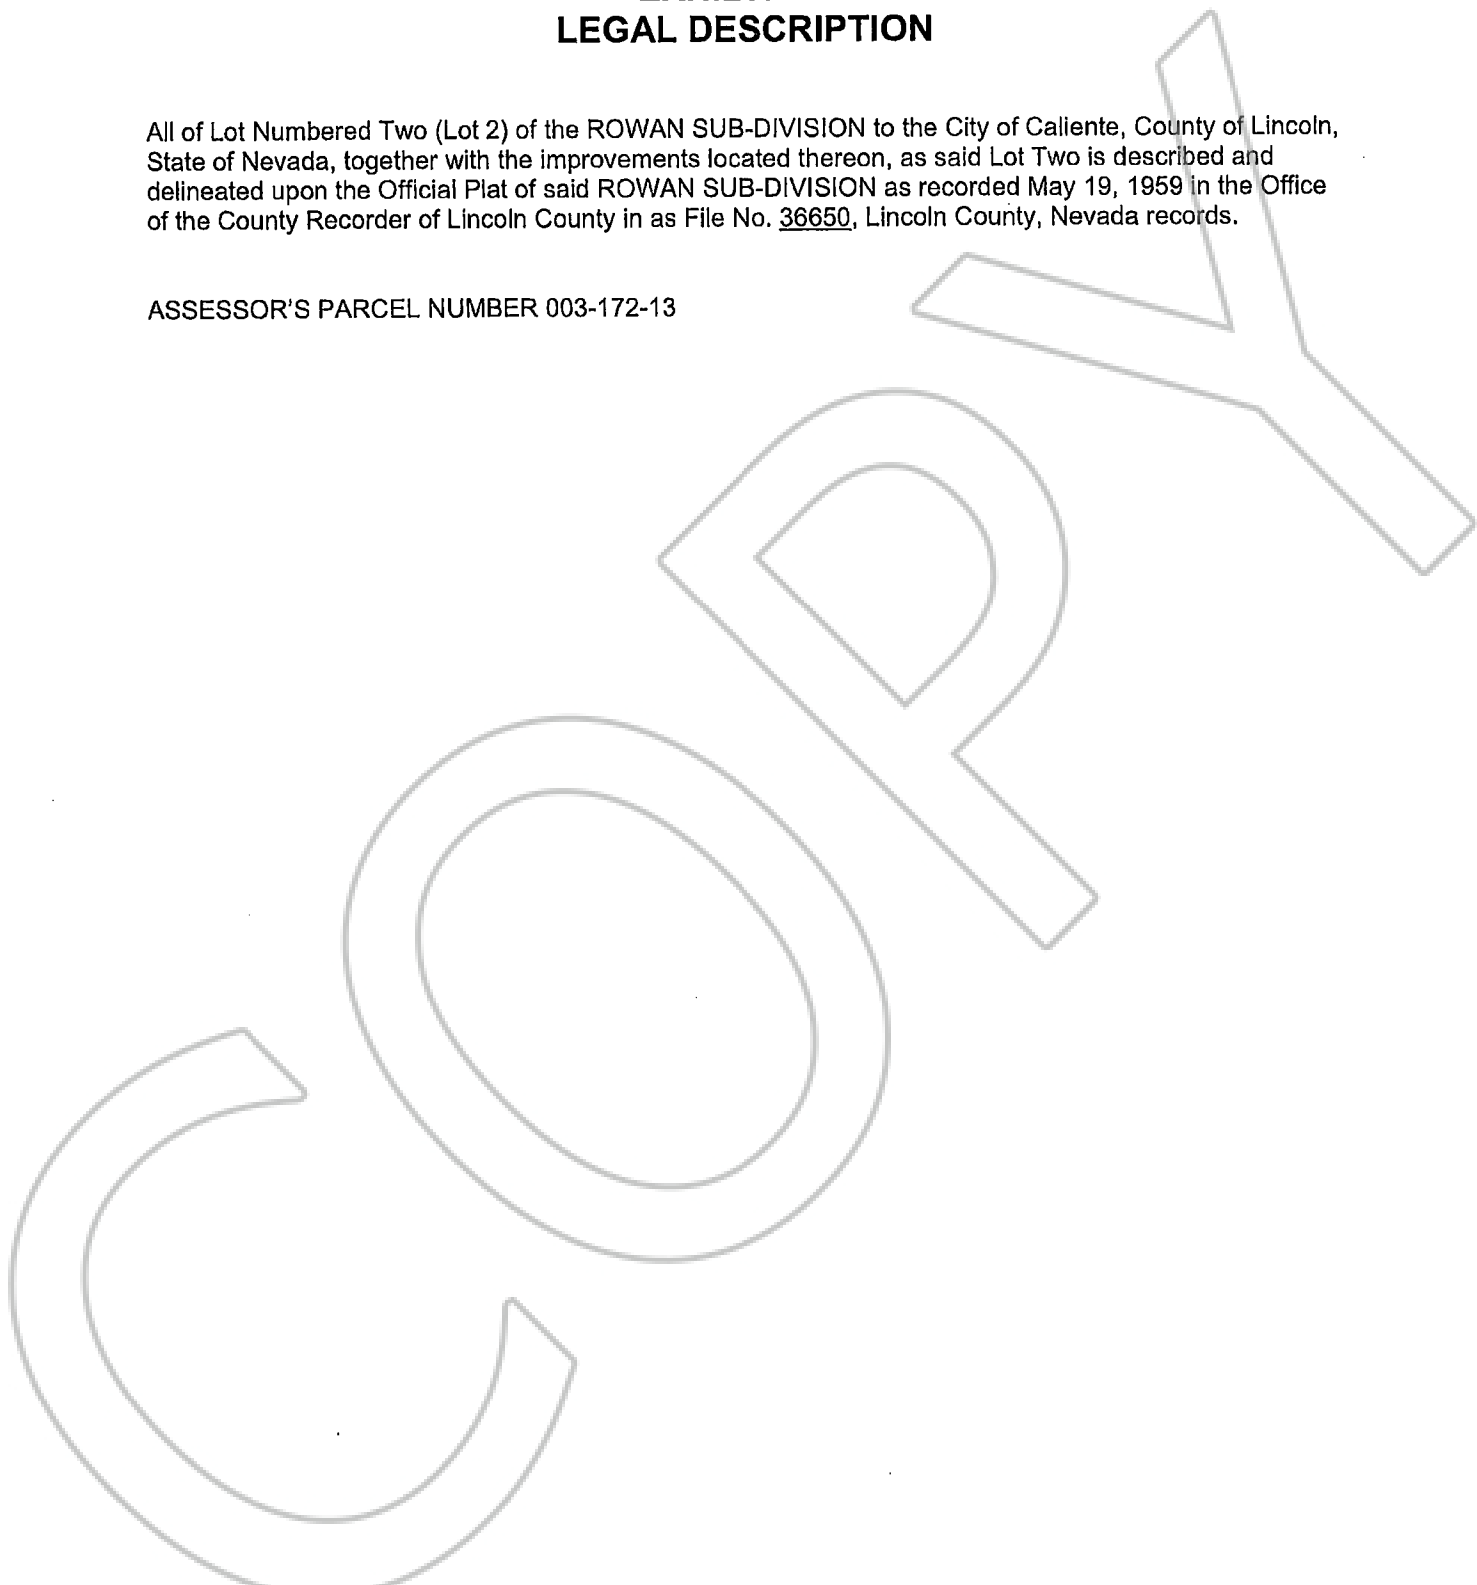 LEGAL DESCRIPTION
All of Lot Numbered Two (Lot 2) of the ROWAN SUB-DIVISION to the City of Caliente, County of Lincoln,
State of Nevada, together with the improvements located thereon, as said Lot Two is described and
delineated upon the Official Plat of said ROWAN SUB-DIVISION as recorded May 19, 1959 in the Office
of the County Recorder of Lincoln County in as File No. 36650, Lincoln County, Nevada records.
ASSESSOR'S PARCEL NUMBER 003-172-13
COPY